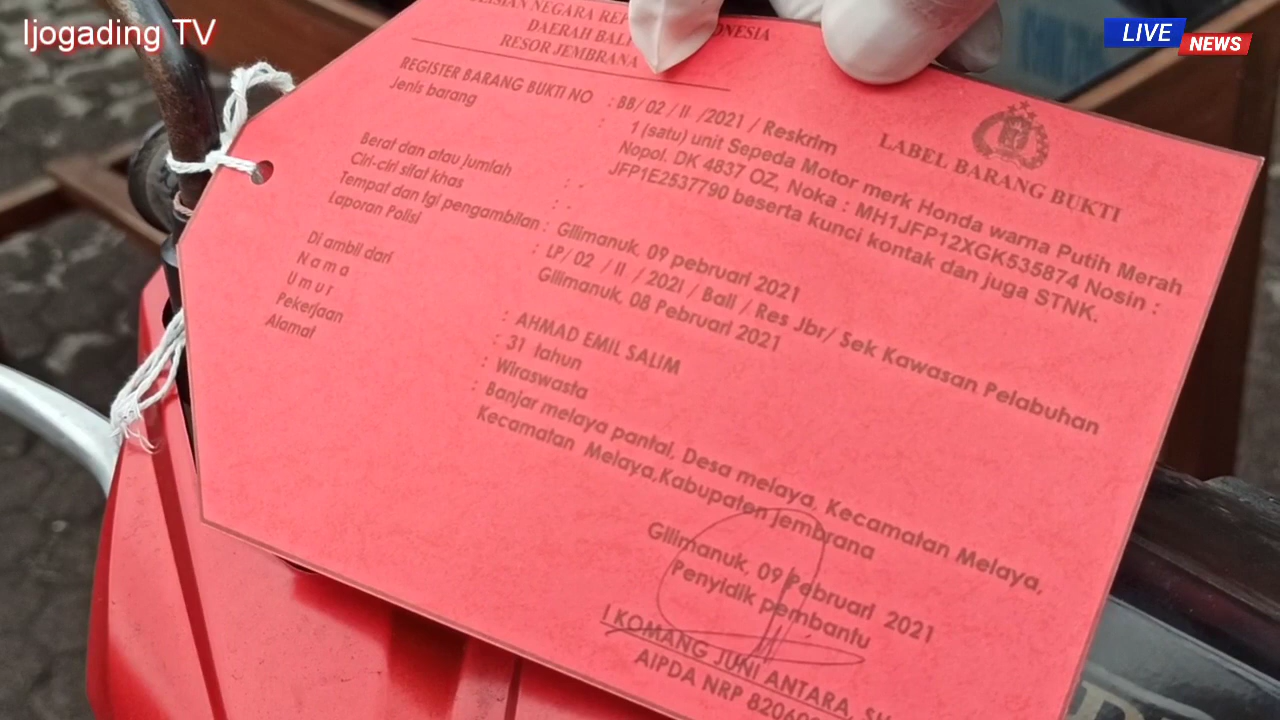 Ijogading TV
LIVE
NEWS
NEGARA
DAERAH BALI
RESOR JEMBRANA
LABEL BARANG BUKTI
REGISTER BARANG BUKTI NO : BB/ 02 / II /2021 / Reskrim
Jenis barang : 1 (satu) unit Sepeda Motor merk Honda warna Putih Merah
Nopol. DK 4837 OZ, Noka : MH1JFP12XGK535874 Nosin :
JFP1E2537790 beserta kunci kontak dan juga STNK.
Berat dan atau jumlah : .
Ciri-ciri sifat khas : .
Tempat dan tgl pengambilan : Gilimanuk, 09 pebruari 2021
Laporan Polisi : LP/ 02 / II / 2021 / Bali / Res Jbr/ Sek Kawasan Pelabuhan
Gilimanuk, 08 Pebruari 2021
Di ambil dari
N a m a : AHMAD EMIL SALIM
U m u r : 31 tahun
Pekerjaan : Wiraswasta
Alamat : Banjar melaya pantai, Desa melaya, Kecamatan Melaya,
Kecamatan Melaya,Kabupaten jembrana
Gilimanuk, 09 Pebruari 2021
Penyidik pembantu
I KOMANG JUNI ANTARA,
AIPDA NRP